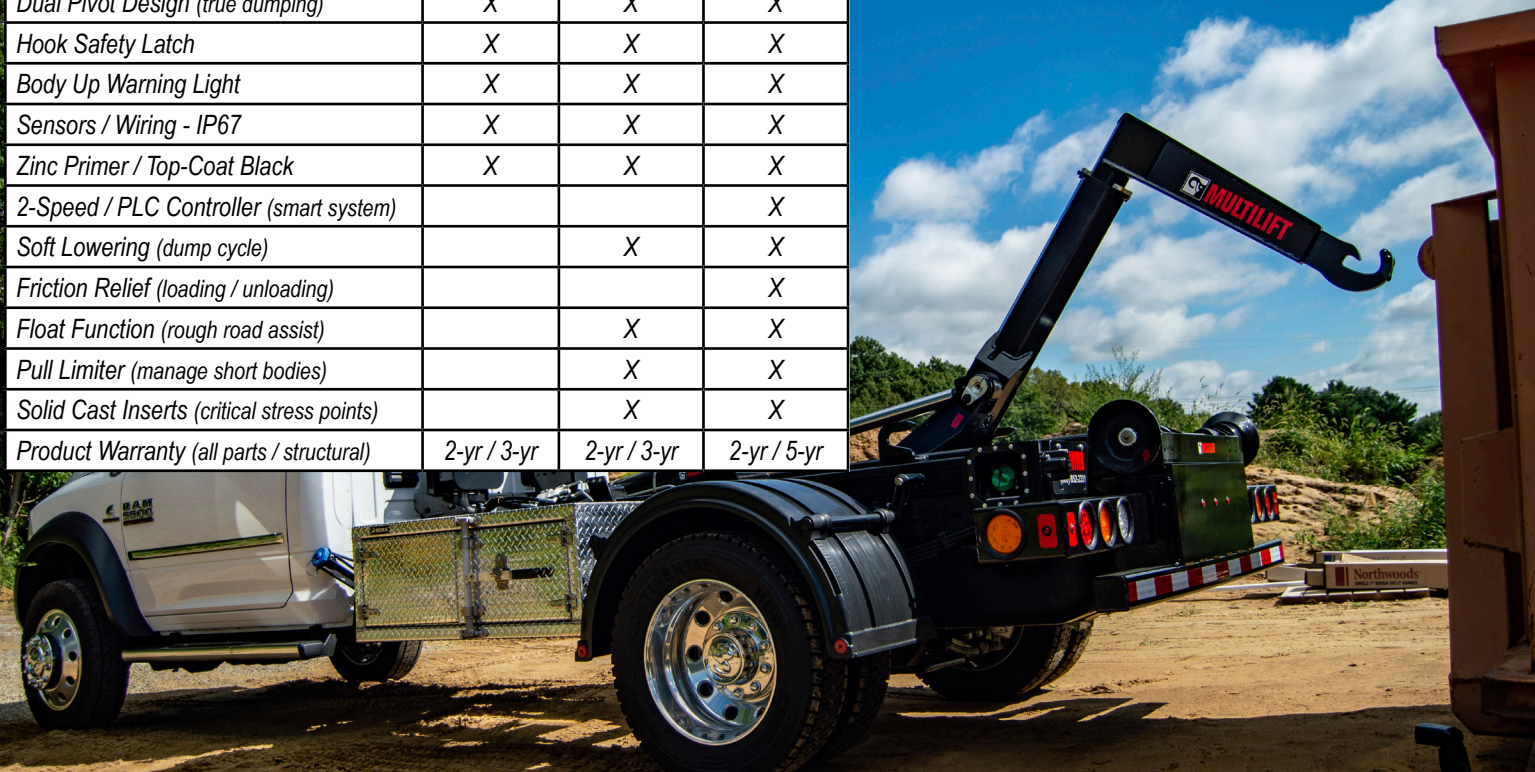 Dual Pivot Design (true dumping) X X X
Hook Safety Latch X X X
Body Up Warning Light X X X
Sensors / Wiring - IP67 X X X
Zinc Primer / Top-Coat Black X X X
2-Speed / PLC Controller (smart system) X
Soft Lowering (dump cycle) X X
Friction Relief (loading / unloading) X
Float Function (rough road assist) X X
Pull Limiter (manage short bodies) X X
Solid Cast Inserts (critical stress points) X X
Product Warranty (all parts / structural) 2-yr / 3-yr 2-yr / 3-yr 2-yr / 5-yr
MULTILIFT
RAM
5500
CONTINENTAL
Northwoods